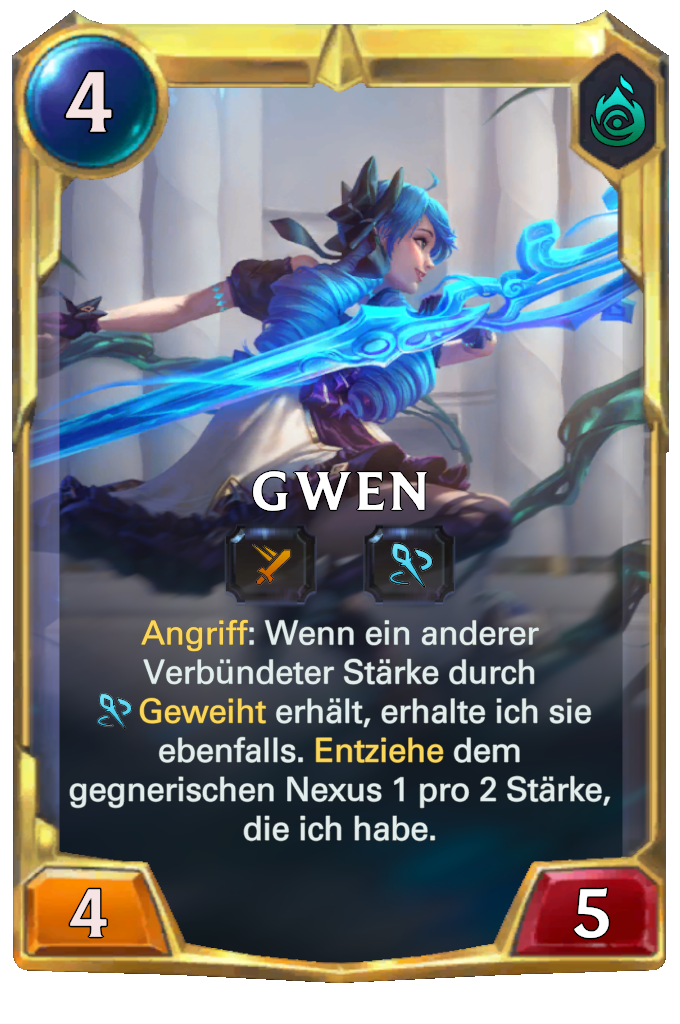 4
GWEN
Angriff: Wenn ein anderer
Verbündeter Stärke durch
Geweiht erhält, erhalte ich sie
ebenfalls. Entziehe dem
gegnerischen Nexus 1 pro 2 Stärke,
die ich habe.
4
5